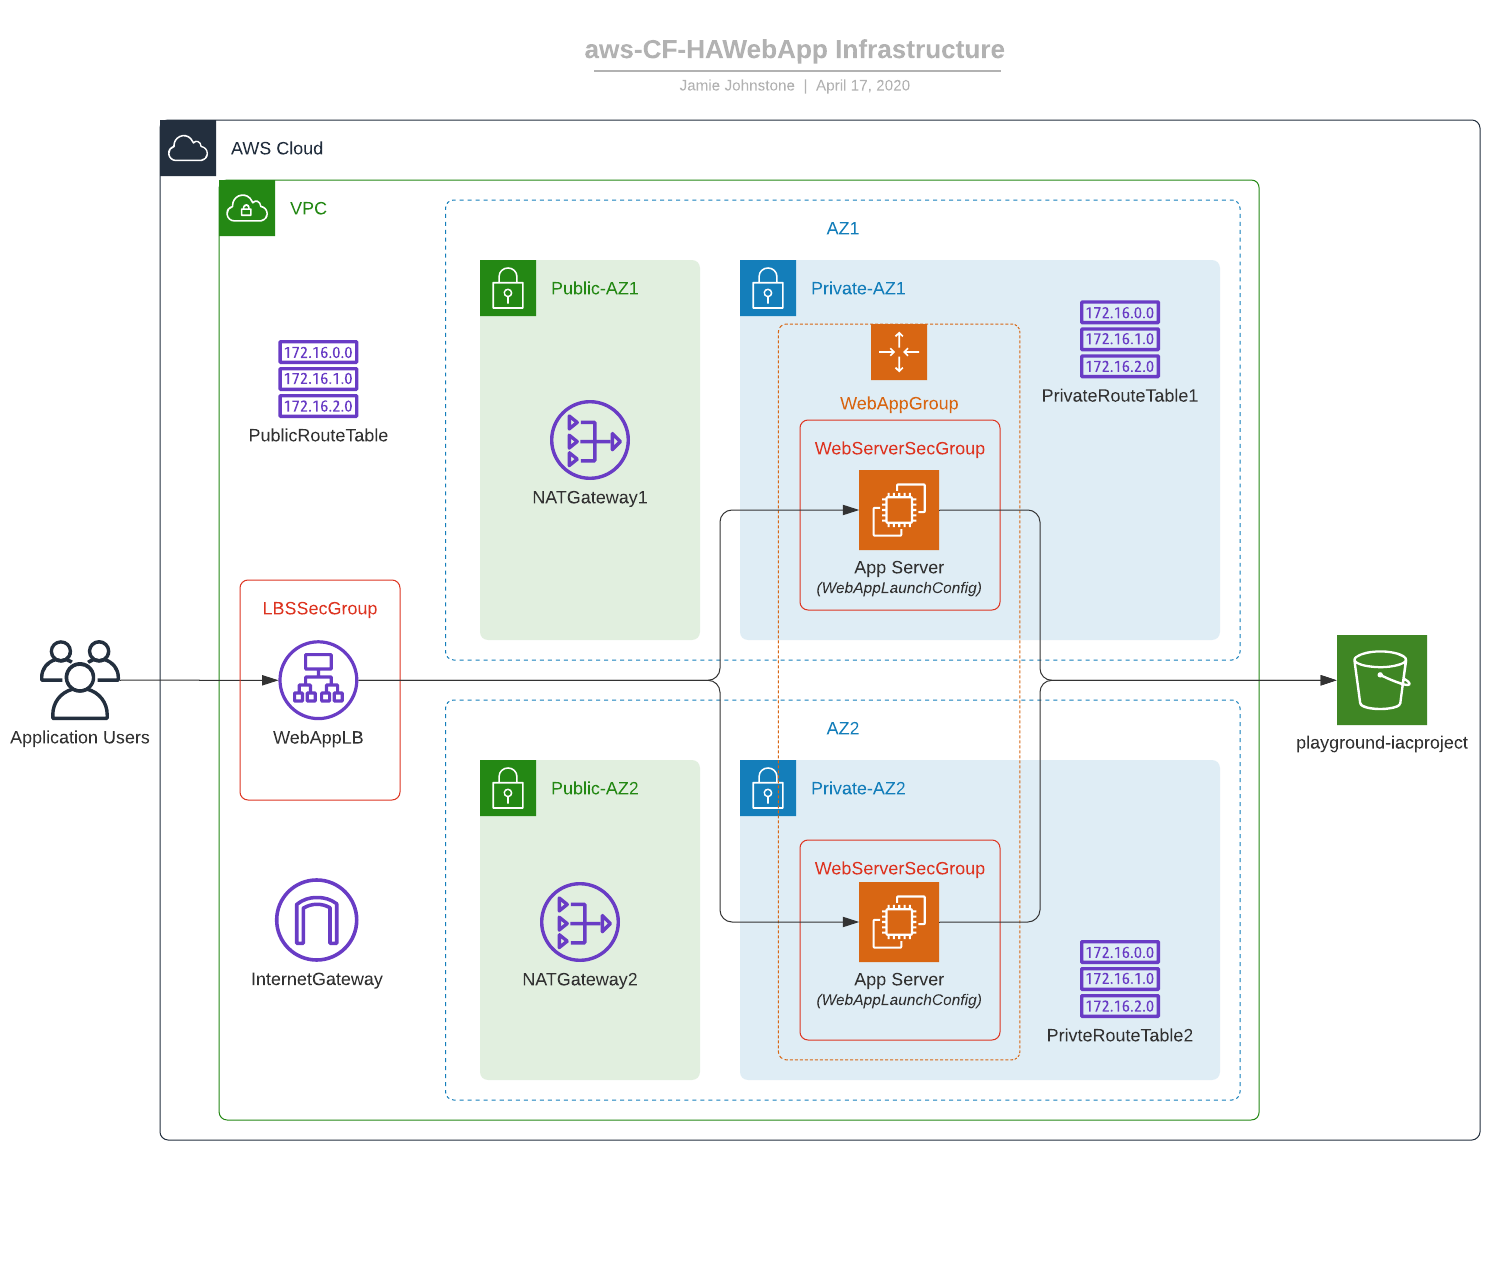 aws-CF-HAWebApp Infrastructure
Jamie Johnstone | April 17, 2020
AWS Cloud
VPC
AZ1
Public-AZ1
Private-AZ1
172.16.0.0
172.16.1.0
172.16.2.0
PrivateRouteTable1
172.16.0.0
172.16.1.0
172.16.2.0
PublicRouteTable
WebAppGroup
WebServerSecGroup
NATGateway1
App Server
(WebAppLaunchConfig)
LBSSecGroup
Application Users
WebAppLB
playground-iacproject
AZ2
Public-AZ2
Private-AZ2
WebServerSecGroup
InternetGateway
NATGateway2
App Server
(WebAppLaunchConfig)
172.16.0.0
172.16.1.0
172.16.2.0
PrivteRouteTable2